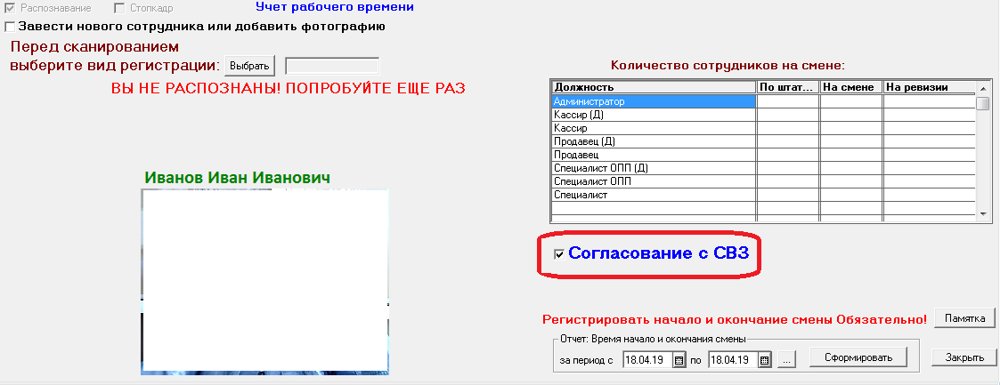 Распознавание
Стопкадр
Учет рабочего времени
Завести нового сотрудника или добавить фотографию
Перед сканированием
выберите вид регистрации:
Выбрать
ВЫ НЕ РАСПОЗНАНЫ! ПОПРОБУЙТЕ ЕЩЕ РАЗ
Иванов Иван Иванович
Количество сотрудников на смене:
Должность По штат... На смене На ревизии
Администратор
Кассир (Д)
Кассир
Продавец (Д)
Продавец
Специалист ОПП (Д)
Специалист ОПП
Специалист
Согласование с СВЗ
Регистрировать начало и окончание смены Обязательно!
Памятка
Отчет: Время начало и окончания смены
за период с 18.04.19 по 18.04.19 ... Сформировать
Закрыть